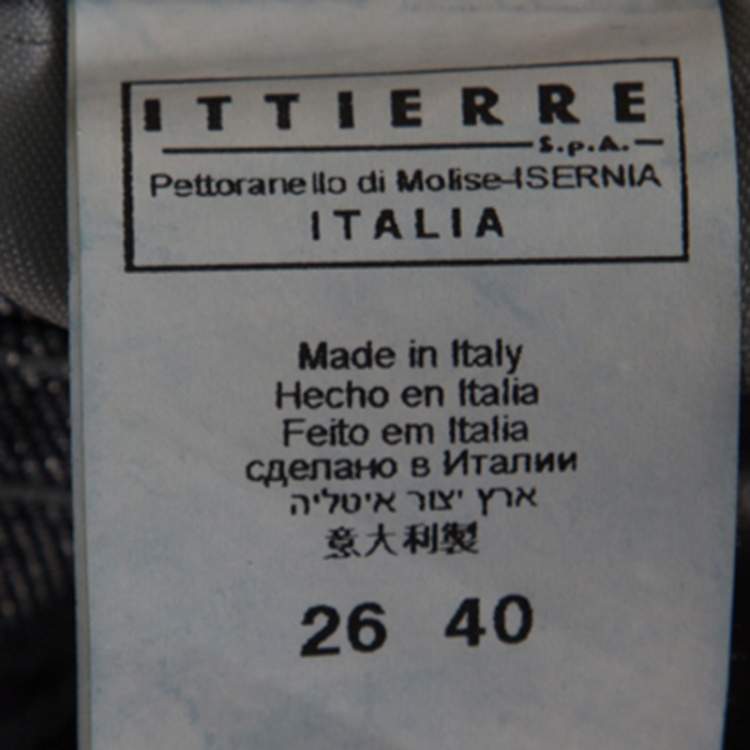 ITTIERRE
S.p.A.
Pettoranello di Molise-ISERNIA
ITALIA
Made in Italy
Hecho en Italia
Feito em Italia
сделано в Италии
ארץ יצור איטליה
意大利製
26 40